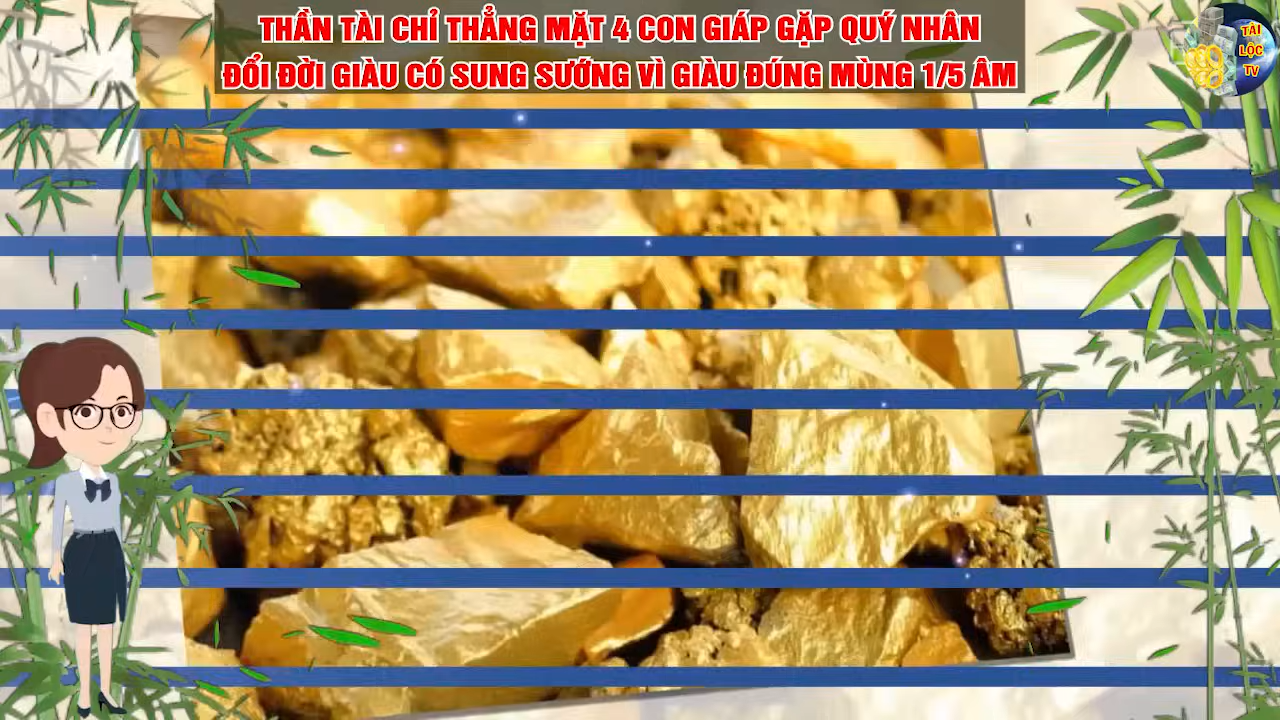 THẦN TÀI CHỈ THẲNG MẶT 4 CON GIÁP GẶP QUÝ NHÂN
ĐỔI ĐỜI GIÀU CÓ SUNG SƯỚNG VÌ GIÀU ĐÚNG MÙNG 1/5 ÂM
TÀI
LỘC
TV